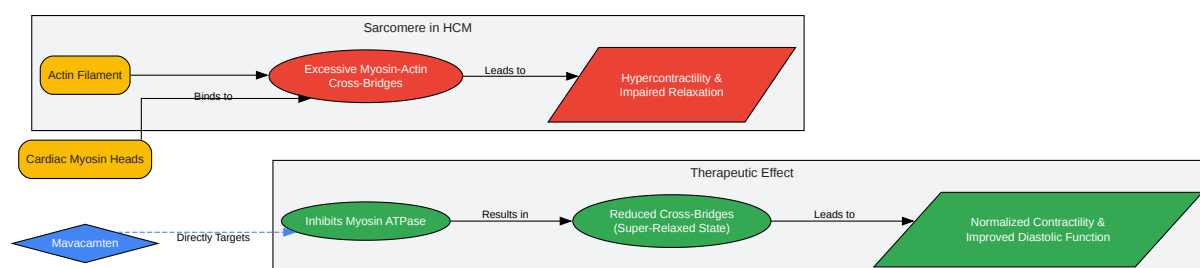 Sarcomere in HCM
Actin Filament
Excessive Myosin-Actin
Cross-Bridges
Leads to
Hypercontractility &
Impaired Relaxation
Binds to
Cardiac Myosin Heads
Therapeutic Effect
Inhibits Myosin ATPase
Results in
Reduced Cross-Bridges
(Super-Relaxed State)
Leads to
Normalized Contractility &
Improved Diastolic Function
Mavacamten
Directly Targets